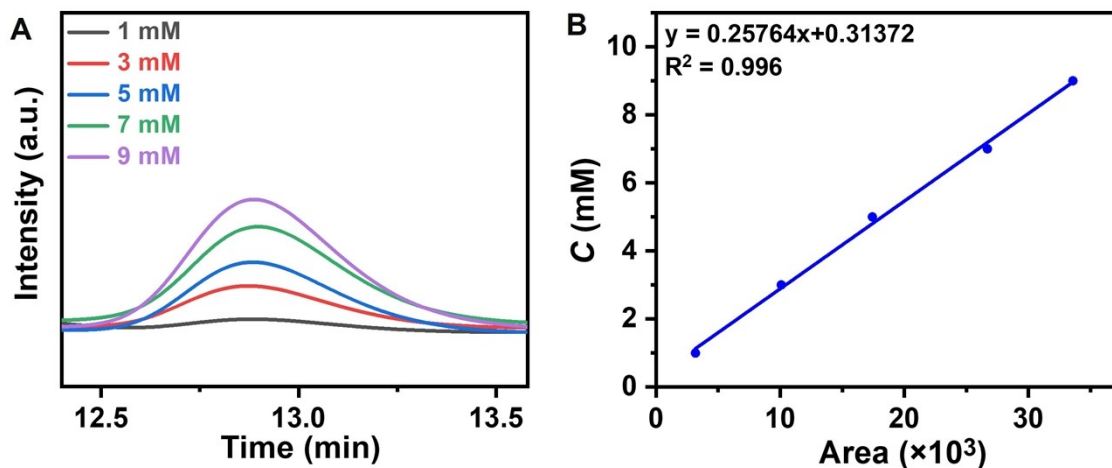 A
1 mM
3 mM
5 mM
7 mM
9 mM
Intensity (a.u.)
12.5 13.0 13.5
Time (min)
B
y = 0.25764x+0.31372
R² = 0.996
10
8
6
4
2
0
C (mM)
0 10 20 30
Area (×10³)